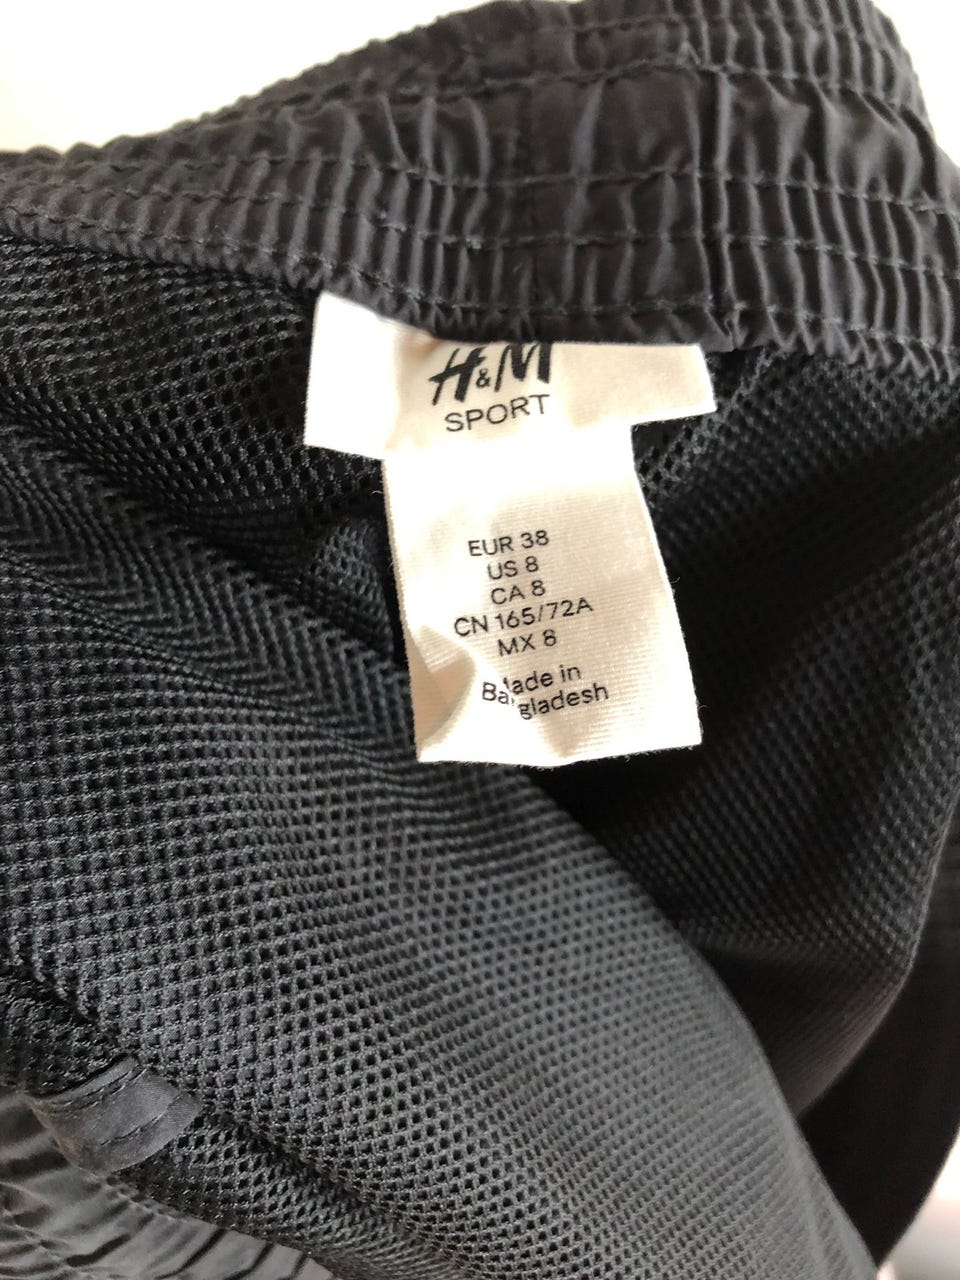 H&M
SPORT
EUR 38
US 8
CA 8
CN 165/72A
MX 8
Made in
Bangladesh